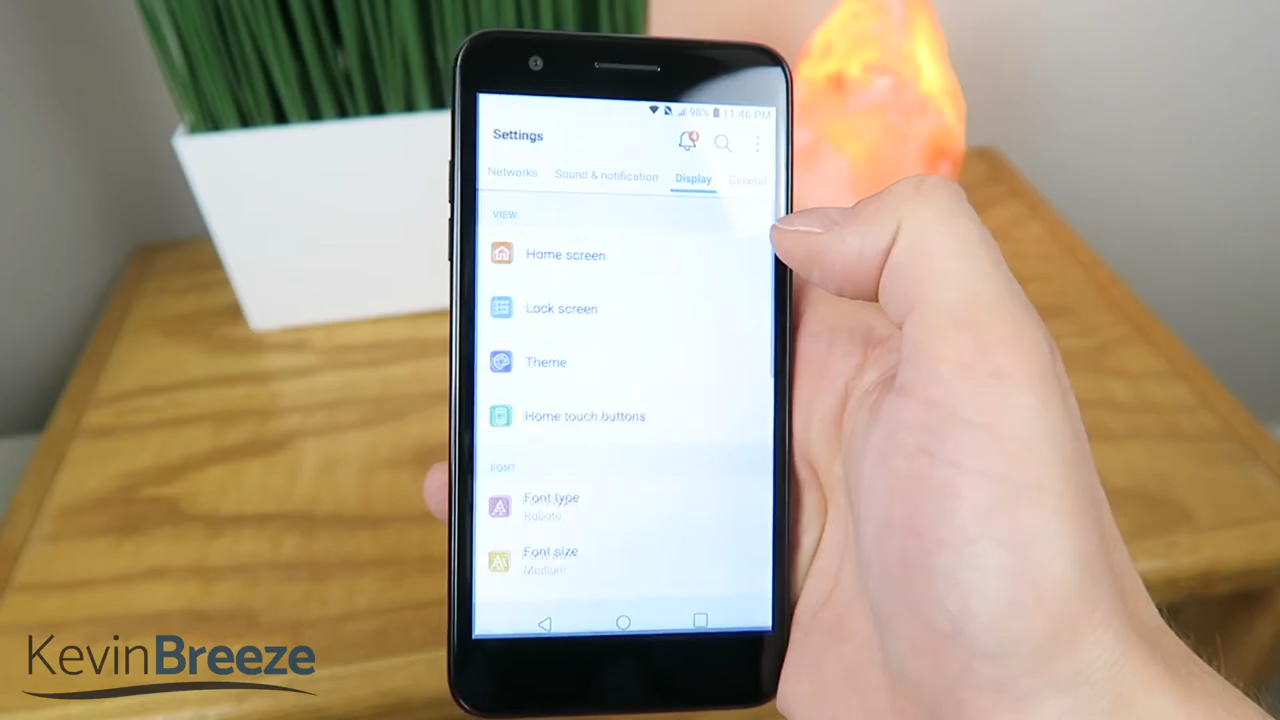 98% 11:46 PM
Settings
4
Networks Sound & notification Display General
VIEW
Home screen
Lock screen
Theme
Home touch buttons
FONT
Font type
Roboto
Font size
Medium
KevinBreeze